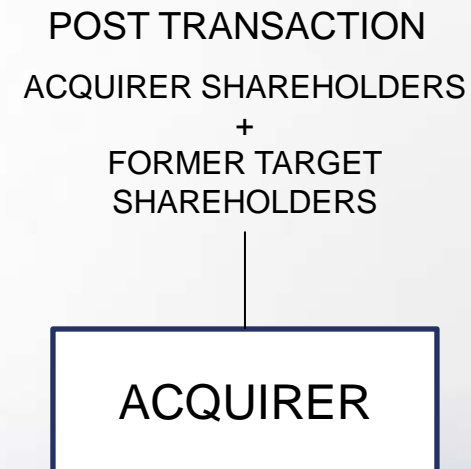 POST TRANSACTION
ACQUIRER SHAREHOLDERS
+
FORMER TARGET
SHAREHOLDERS
ACQUIRER